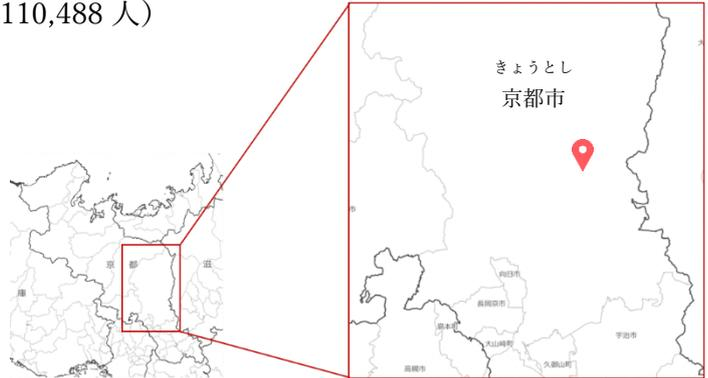 110,488 人）
きょうとし
京都市
京 都
滋
庫
市
向日市
長岡京市
島本町
大山崎町
宇治市
久御山町
高槻市